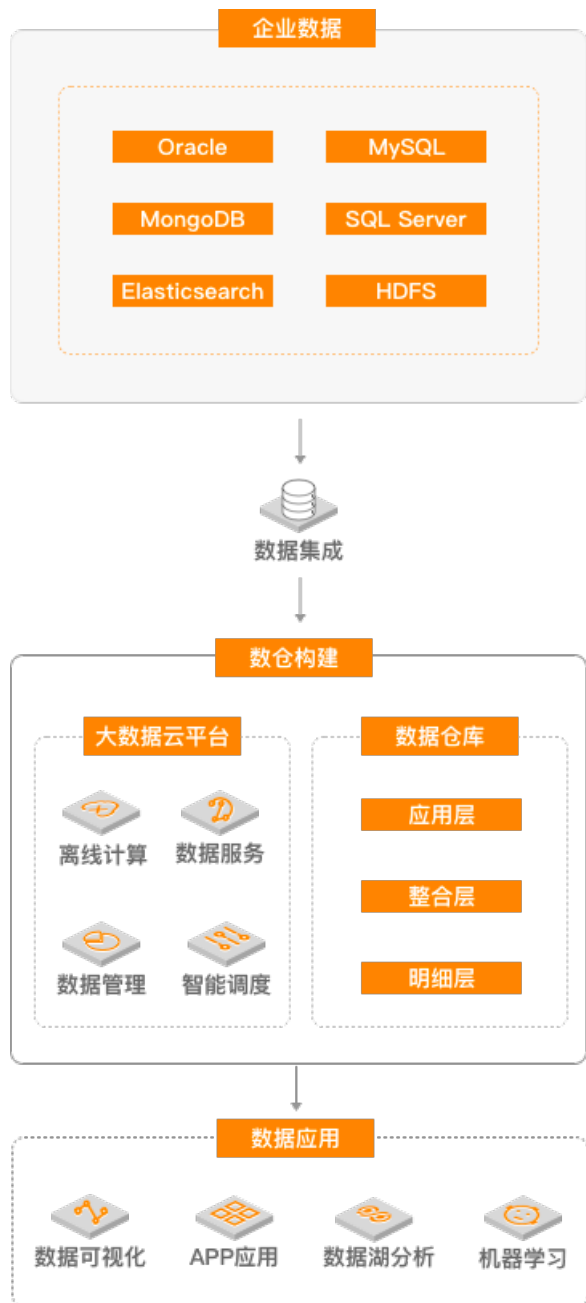 企业数据
Oracle
MySQL
MongoDB
SQL Server
Elasticsearch
HDFS
数据集成
数仓构建
大数据云平台
离线计算
数据服务
数据管理
智能调度
数据仓库
应用层
整合层
明细层
数据应用
数据可视化
APP应用
数据湖分析
机器学习